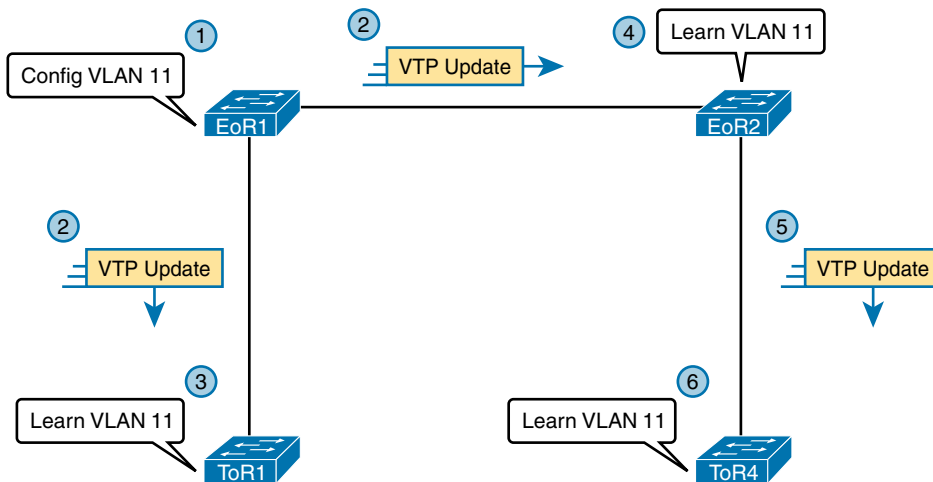 1
2
4
Learn VLAN 11
Config VLAN 11
VTP Update
EoR1
EoR2
2
5
VTP Update
VTP Update
3
6
Learn VLAN 11
Learn VLAN 11
ToR1
ToR4